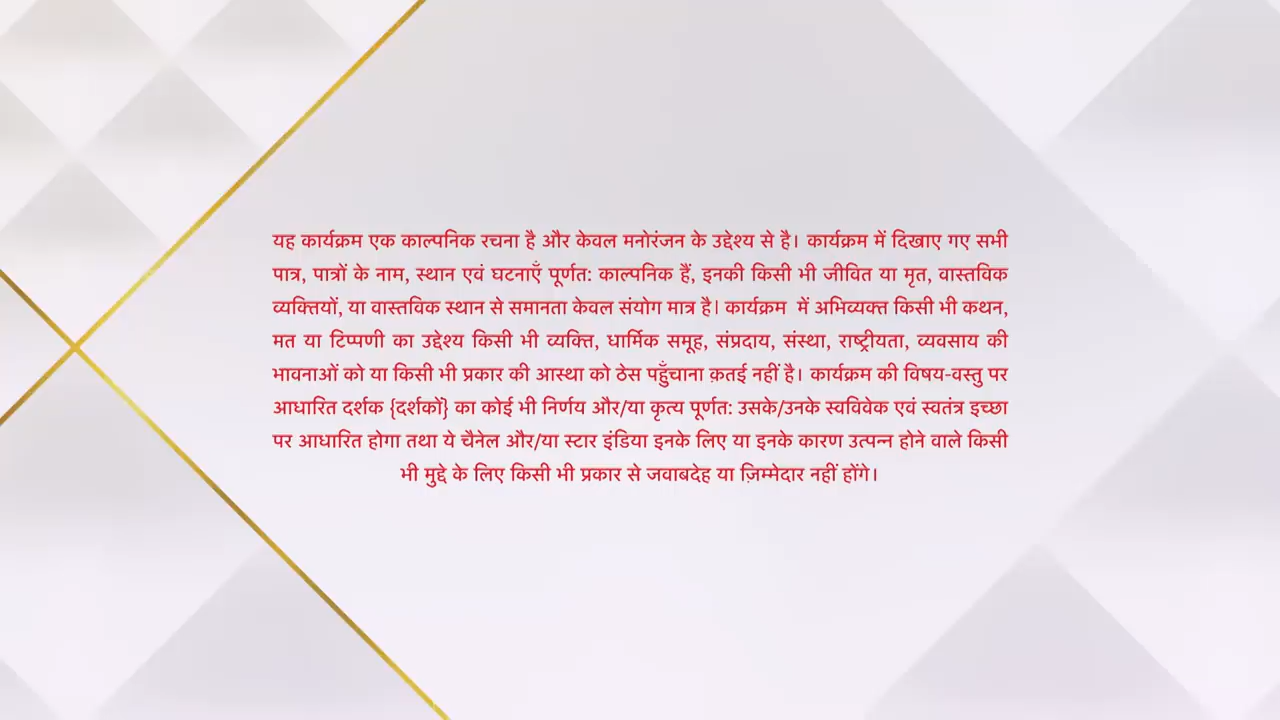 यह कार्यक्रम एक काल्पनिक रचना है और केवल मनोरंजन के उद्देश्य से है। कार्यक्रम में दिखाए गए सभी
पात्र, पात्रों के नाम, स्थान एवं घटनाएँ पूर्णत: काल्पनिक हैं, इनकी किसी भी जीवित या मृत, वास्तविक
व्यक्तियों, या वास्तविक स्थान से समानता केवल संयोग मात्र है। कार्यक्रम में अभिव्यक्त किसी भी कथन,
मत या टिप्पणी का उद्देश्य किसी भी व्यक्ति, धार्मिक समूह, संप्रदाय, संस्था, राष्ट्रीयता, व्यवसाय की
भावनाओं को या किसी भी प्रकार की आस्था को ठेस पहुँचाना क़तई नहीं है। कार्यक्रम की विषय-वस्तु पर
आधारित दर्शक {दर्शकों} का कोई भी निर्णय और/या कृत्य पूर्णत: उसके/उनके स्वविवेक एवं स्वतंत्र इच्छा
पर आधारित होगा तथा ये चैनेल और/या स्टार इंडिया इनके लिए या इनके कारण उत्पन्न होने वाले किसी
भी मुद्दे के लिए किसी भी प्रकार से जवाबदेह या ज़िम्मेदार नहीं होंगे।